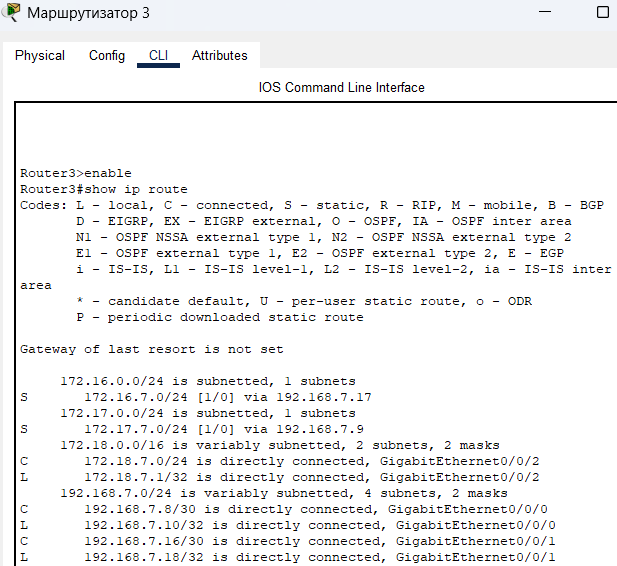 Маршрутизатор 3
Physical Config CLI Attributes
IOS Command Line Interface
Router3>enable
Router3#show ip route
Codes: L - local, C - connected, S - static, R - RIP, M - mobile, B - BGP
D - EIGRP, EX - EIGRP external, O - OSPF, IA - OSPF inter area
N1 - OSPF NSSA external type 1, N2 - OSPF NSSA external type 2
E1 - OSPF external type 1, E2 - OSPF external type 2, E - EGP
i - IS-IS, L1 - IS-IS level-1, L2 - IS-IS level-2, ia - IS-IS inter
area
* - candidate default, U - per-user static route, o - ODR
P - periodic downloaded static route
Gateway of last resort is not set
172.16.0.0/24 is subnetted, 1 subnets
S 172.16.7.0/24 [1/0] via 192.168.7.17
172.17.0.0/24 is subnetted, 1 subnets
S 172.17.7.0/24 [1/0] via 192.168.7.9
172.18.0.0/16 is variably subnetted, 2 subnets, 2 masks
C 172.18.7.0/24 is directly connected, GigabitEthernet0/0/2
L 172.18.7.1/32 is directly connected, GigabitEthernet0/0/2
192.168.7.0/24 is variably subnetted, 4 subnets, 2 masks
C 192.168.7.8/30 is directly connected, GigabitEthernet0/0/0
L 192.168.7.10/32 is directly connected, GigabitEthernet0/0/0
C 192.168.7.16/30 is directly connected, GigabitEthernet0/0/1
L 192.168.7.18/32 is directly connected, GigabitEthernet0/0/1